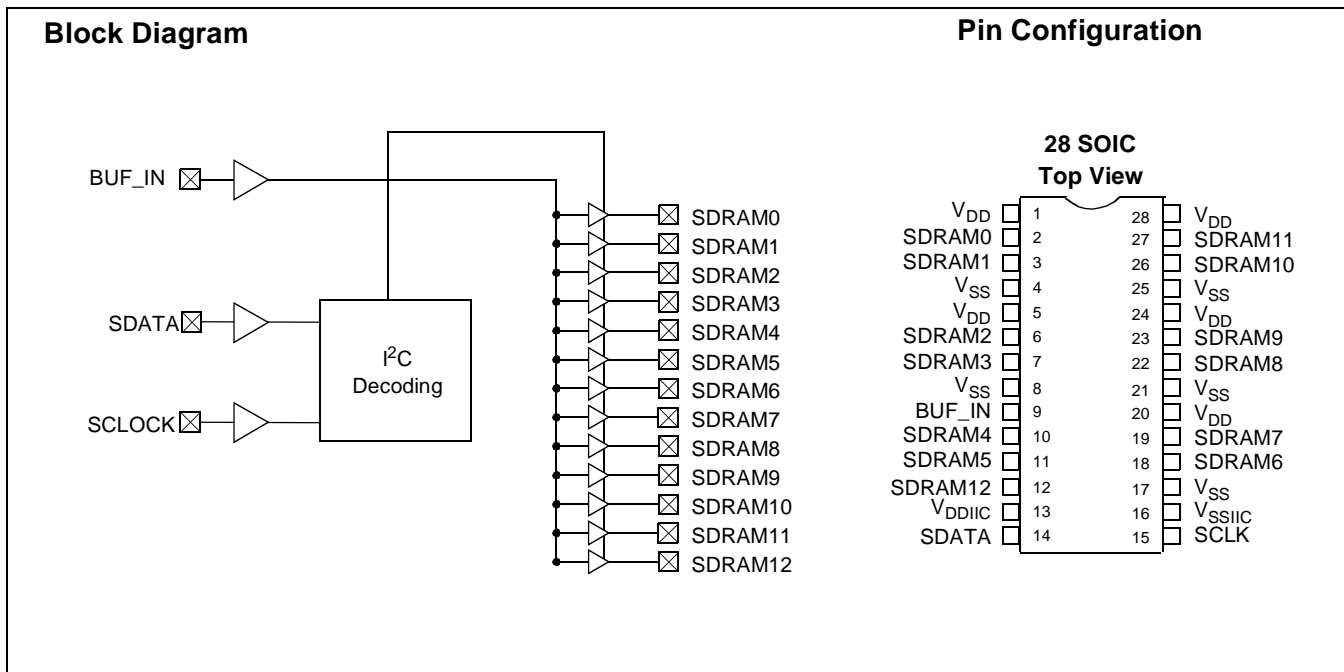 Block Diagram
BUF_IN
SDATA
SCLOCK
I²C
Decoding
SDRAM0
SDRAM1
SDRAM2
SDRAM3
SDRAM4
SDRAM5
SDRAM6
SDRAM7
SDRAM8
SDRAM9
SDRAM10
SDRAM11
SDRAM12
Pin Configuration
28 SOIC
Top View
VDD 1 28 VDD
SDRAM0 2 27 SDRAM11
SDRAM1 3 26 SDRAM10
VSS 4 25 VSS
VDD 5 24 VDD
SDRAM2 6 23 SDRAM9
SDRAM3 7 22 SDRAM8
VSS 8 21 VSS
BUF_IN 9 20 VDD
SDRAM4 10 19 SDRAM7
SDRAM5 11 18 SDRAM6
SDRAM12 12 17 VSS
VDDIIC 13 16 VSSIIC
SDATA 14 15 SCLK